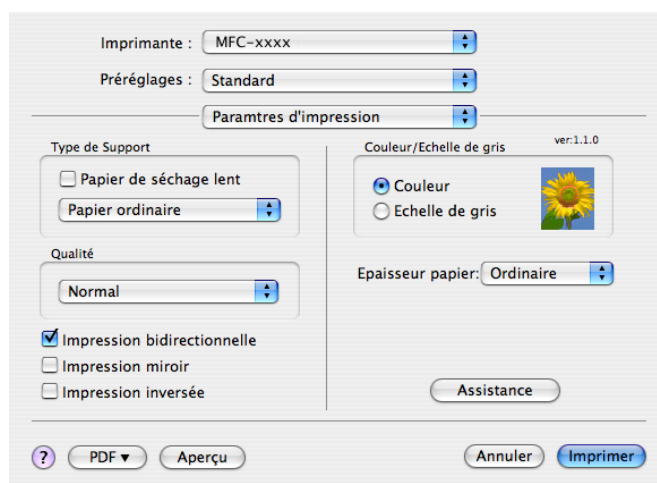 Imprimante : MFC-xxxx
Préréglages : Standard
Paramtres d'impression
Type de Support
Papier de séchage lent
Papier ordinaire
Qualité
Normal
Impression bidirectionnelle
Impression miroir
Impression inversée
Couleur/Echelle de gris
ver:1.1.0
Couleur
Echelle de gris
Epaisseur papier: Ordinaire
Assistance
? PDF ▼ Aperçu Annuler Imprimer